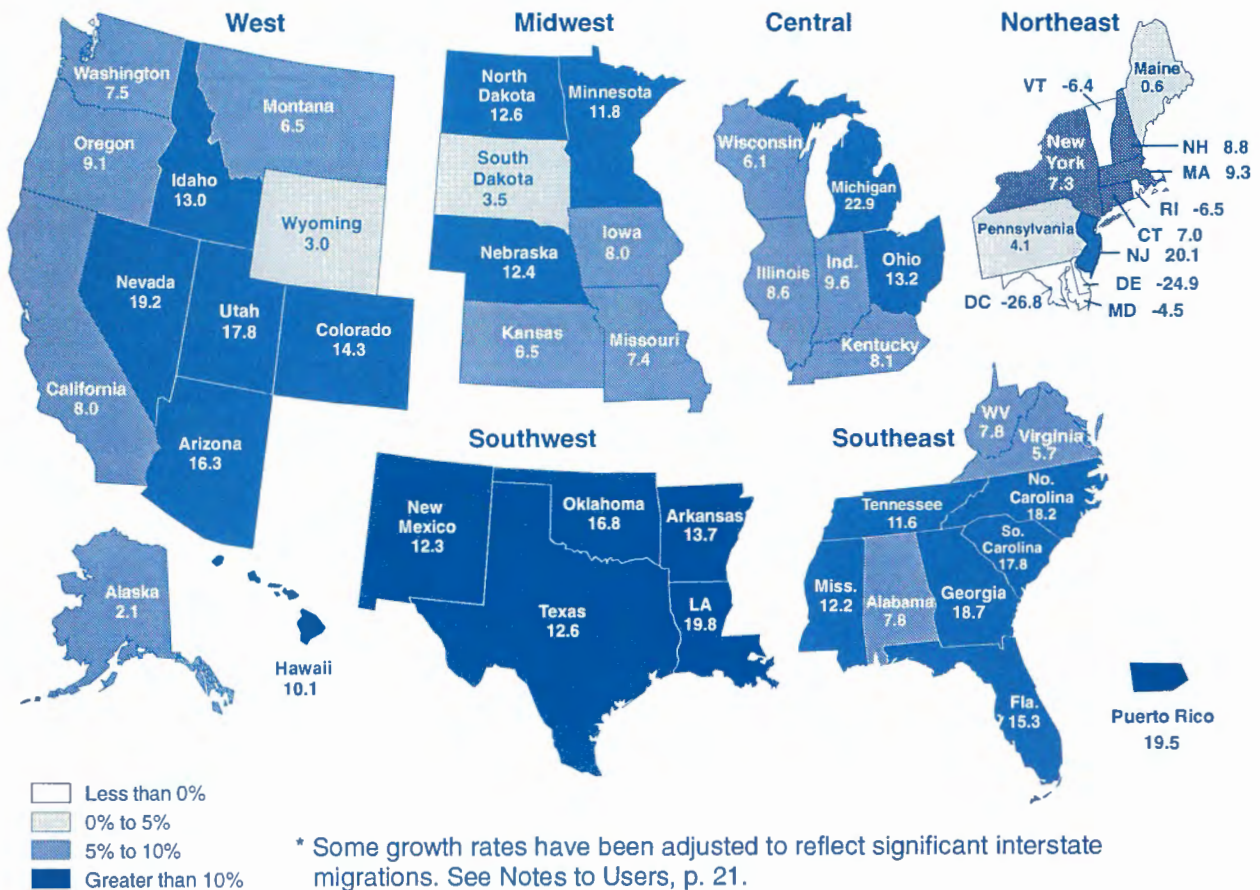 West
Washington
7.5
Montana
6.5
Oregon
9.1
Idaho
13.0
Wyoming
3.0
Nevada
19.2
Utah
17.8
Colorado
14.3
California
8.0
Arizona
16.3
Alaska
2.1
Hawaii
10.1
Midwest
North
Dakota
12.6
Minnesota
11.8
South
Dakota
3.5
Nebraska
12.4
Iowa
8.0
Kansas
6.5
Missouri
7.4
Central
Wisconsin
6.1
Michigan
22.9
Illinois
8.6
Ind.
9.6
Ohio
13.2
Kentucky
8.1
Northeast
Maine
0.6
VT -6.4
New
York
7.3
NH 8.8
MA 9.3
RI -6.5
CT 7.0
Pennsylvania
4.1
NJ 20.1
DE -24.9
DC -26.8
MD -4.5
Southwest
New
Mexico
12.3
Oklahoma
16.8
Arkansas
13.7
Texas
12.6
LA
19.8
Southeast
WV
7.8
Virginia
5.7
Tennessee
11.6
No.
Carolina
18.2
So.
Carolina
17.8
Miss.
12.2
Alabama
7.8
Georgia
18.7
Fla.
15.3
Puerto Rico
19.5
Less than 0%
0% to 5%
5% to 10%
Greater than 10%
* Some growth rates have been adjusted to reflect significant interstate
migrations. See Notes to Users, p. 21.